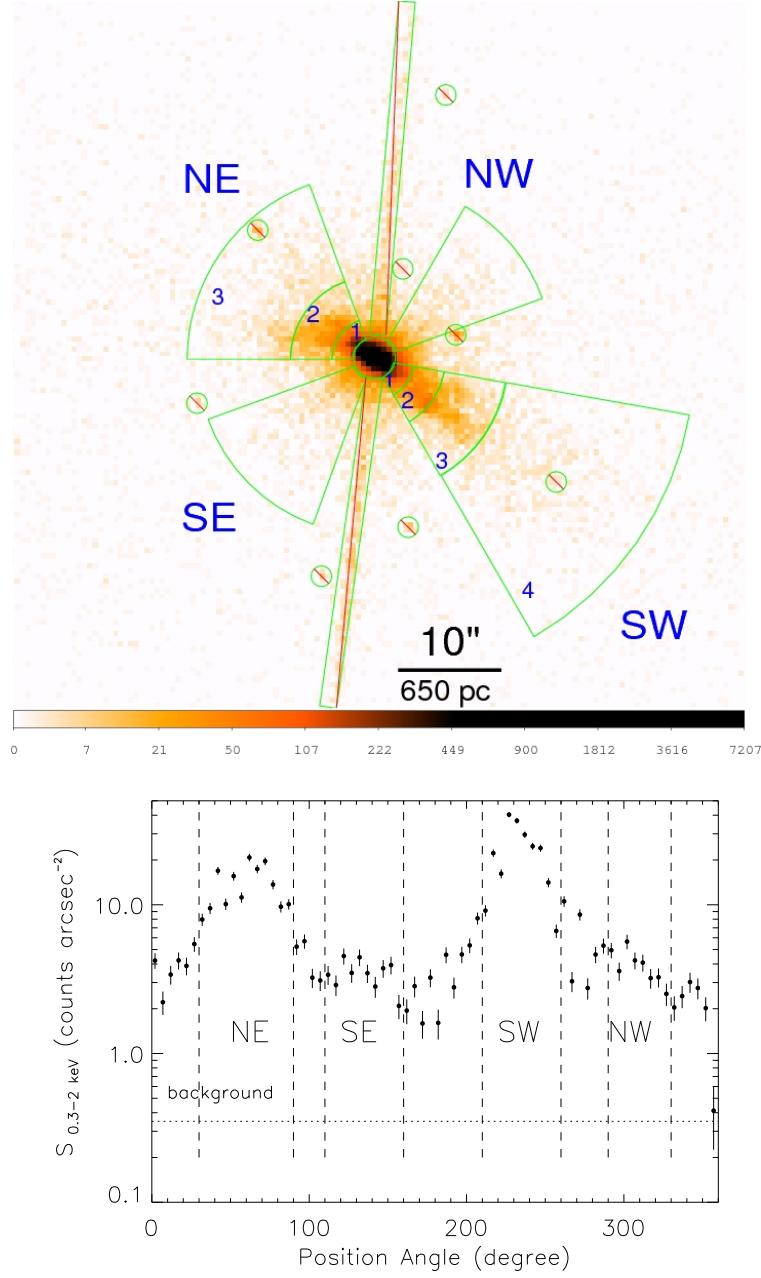 NE NW
3
2
1
1
2
3
SE
4
SW
10"
650 pc
0 7 21 50 107 222 449 900 1812 3616 7207
S 0.3−2 keV (counts arcsec−2)
10.0
1.0
0.1
NE SE SW NW
background
0 100 200 300
Position Angle (degree)